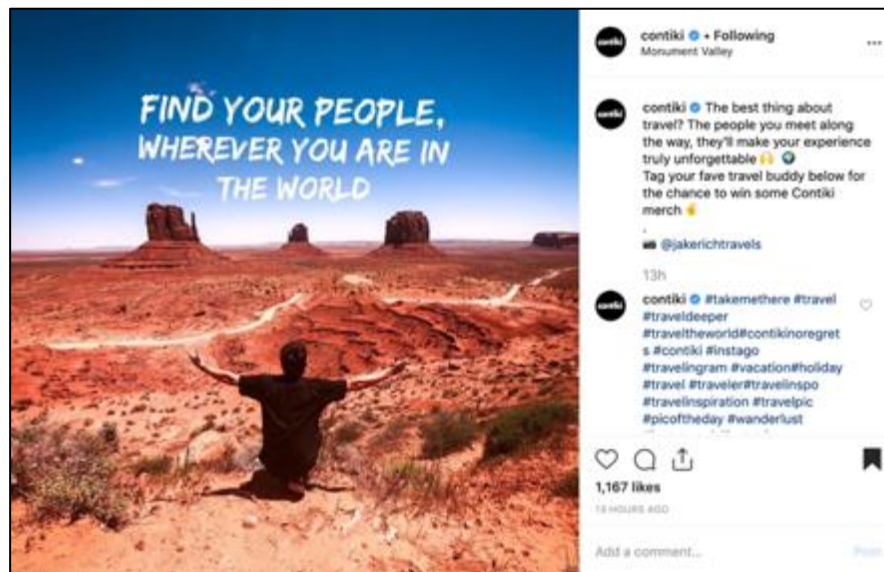 FIND YOUR PEOPLE,
WHEREVER YOU ARE IN
THE WORLD
contiki • Following
Monument Valley
contiki The best thing about
travel? The people you meet along
the way, they'll make your experience
truly unforgettable 🙌 🌍
Tag your fave travel buddy below for
the chance to win some Contiki
merch ✌️
.
📷 @jakerichtravels
13h
contiki #takemethere #travel
#traveldeeper
#traveltheworld#contikinoregret
s #contiki #instago
#travelingram #vacation#holiday
#travel #traveler#travelinspo
#travelinspiration #travelpic
#picoftheday #wanderlust
1,167 likes
13 HOURS AGO
Add a comment...
Post